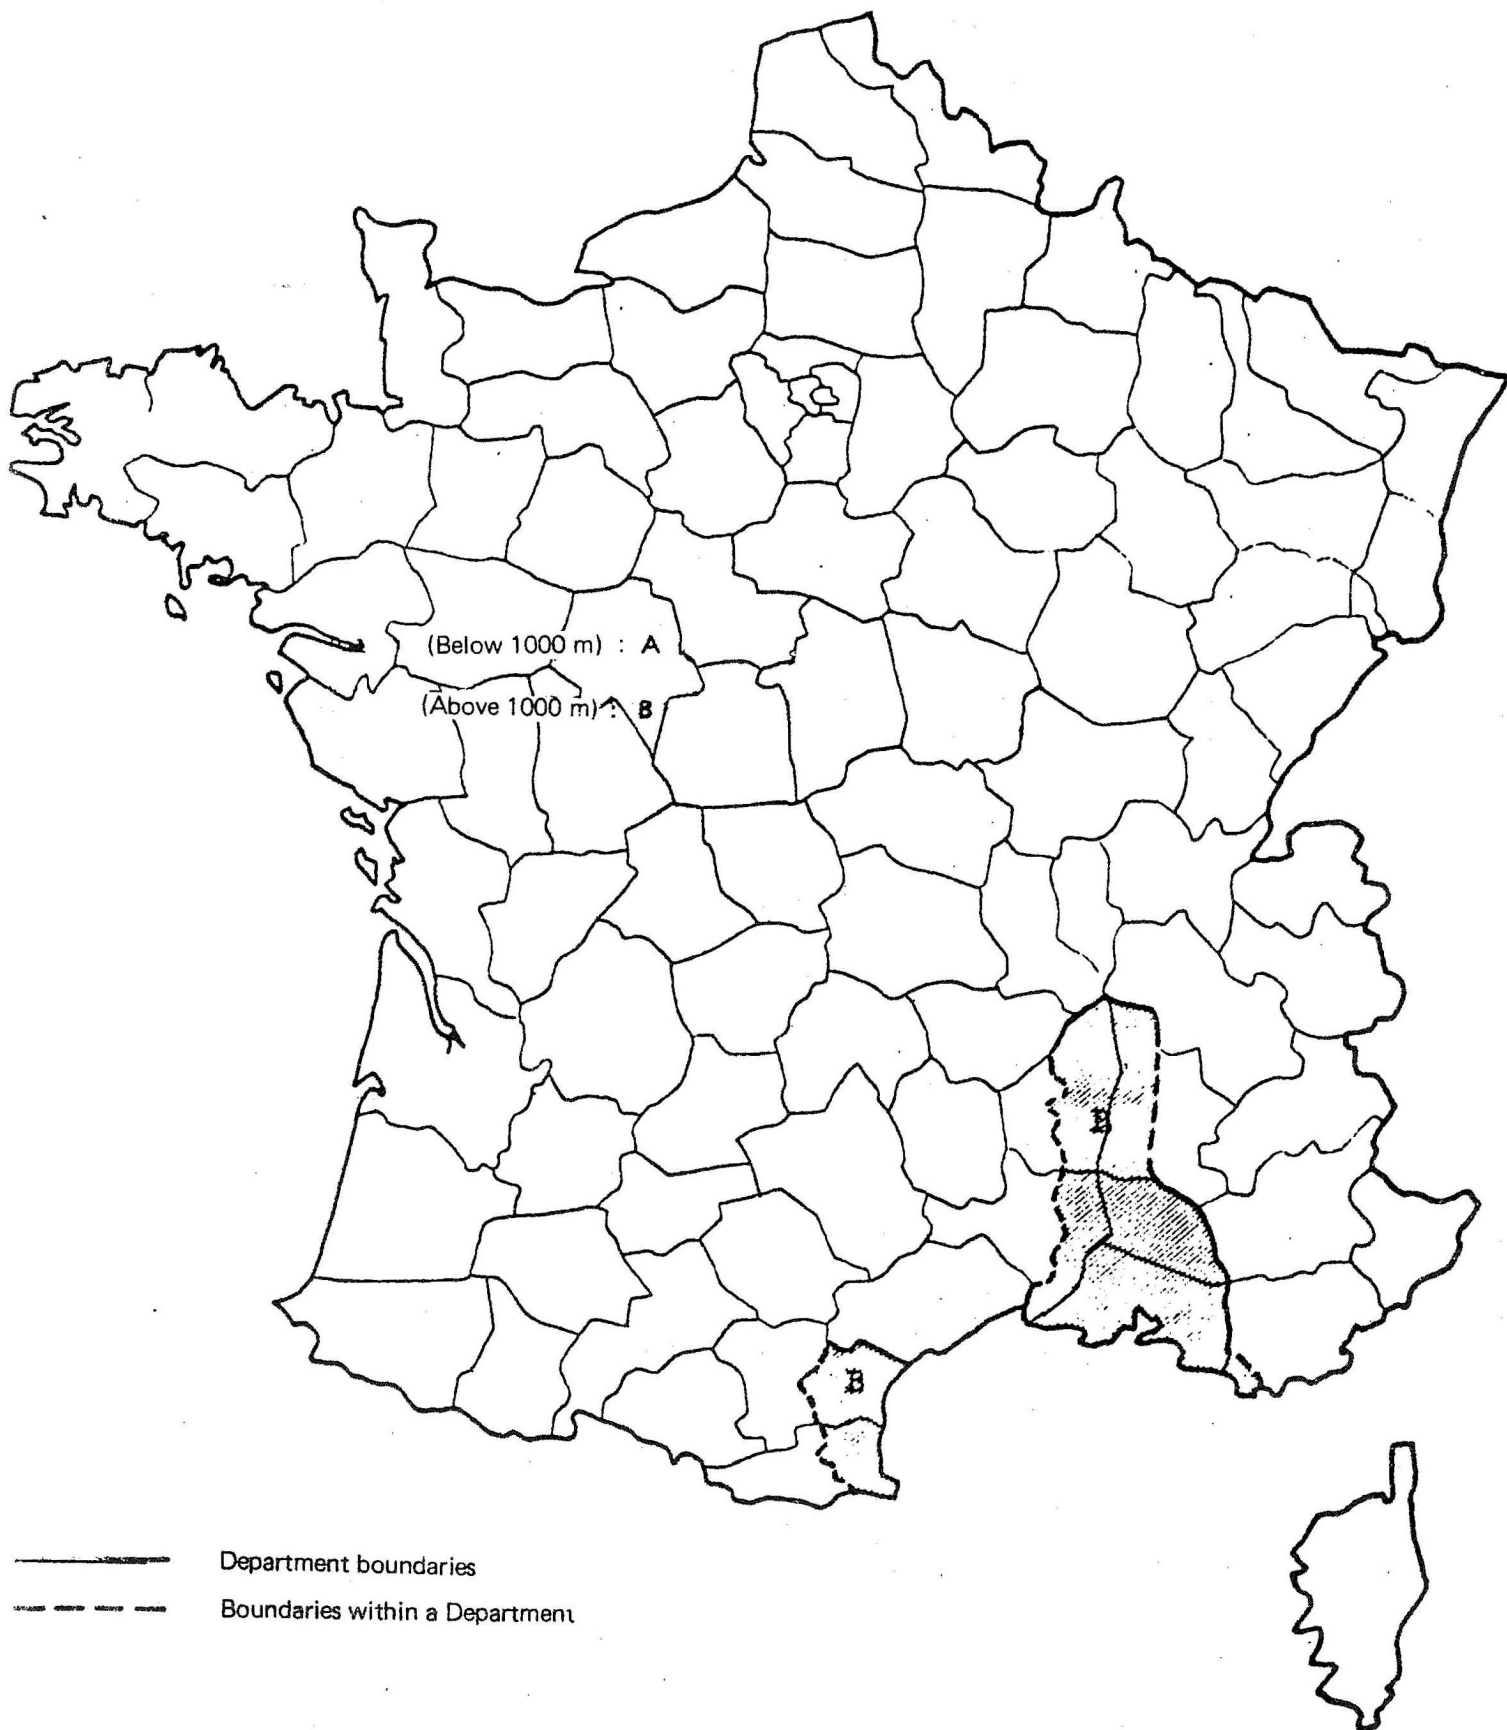 (Below 1000 m) : A
(Above 1000 m) : B
B
B
Department boundaries
Boundaries within a Department